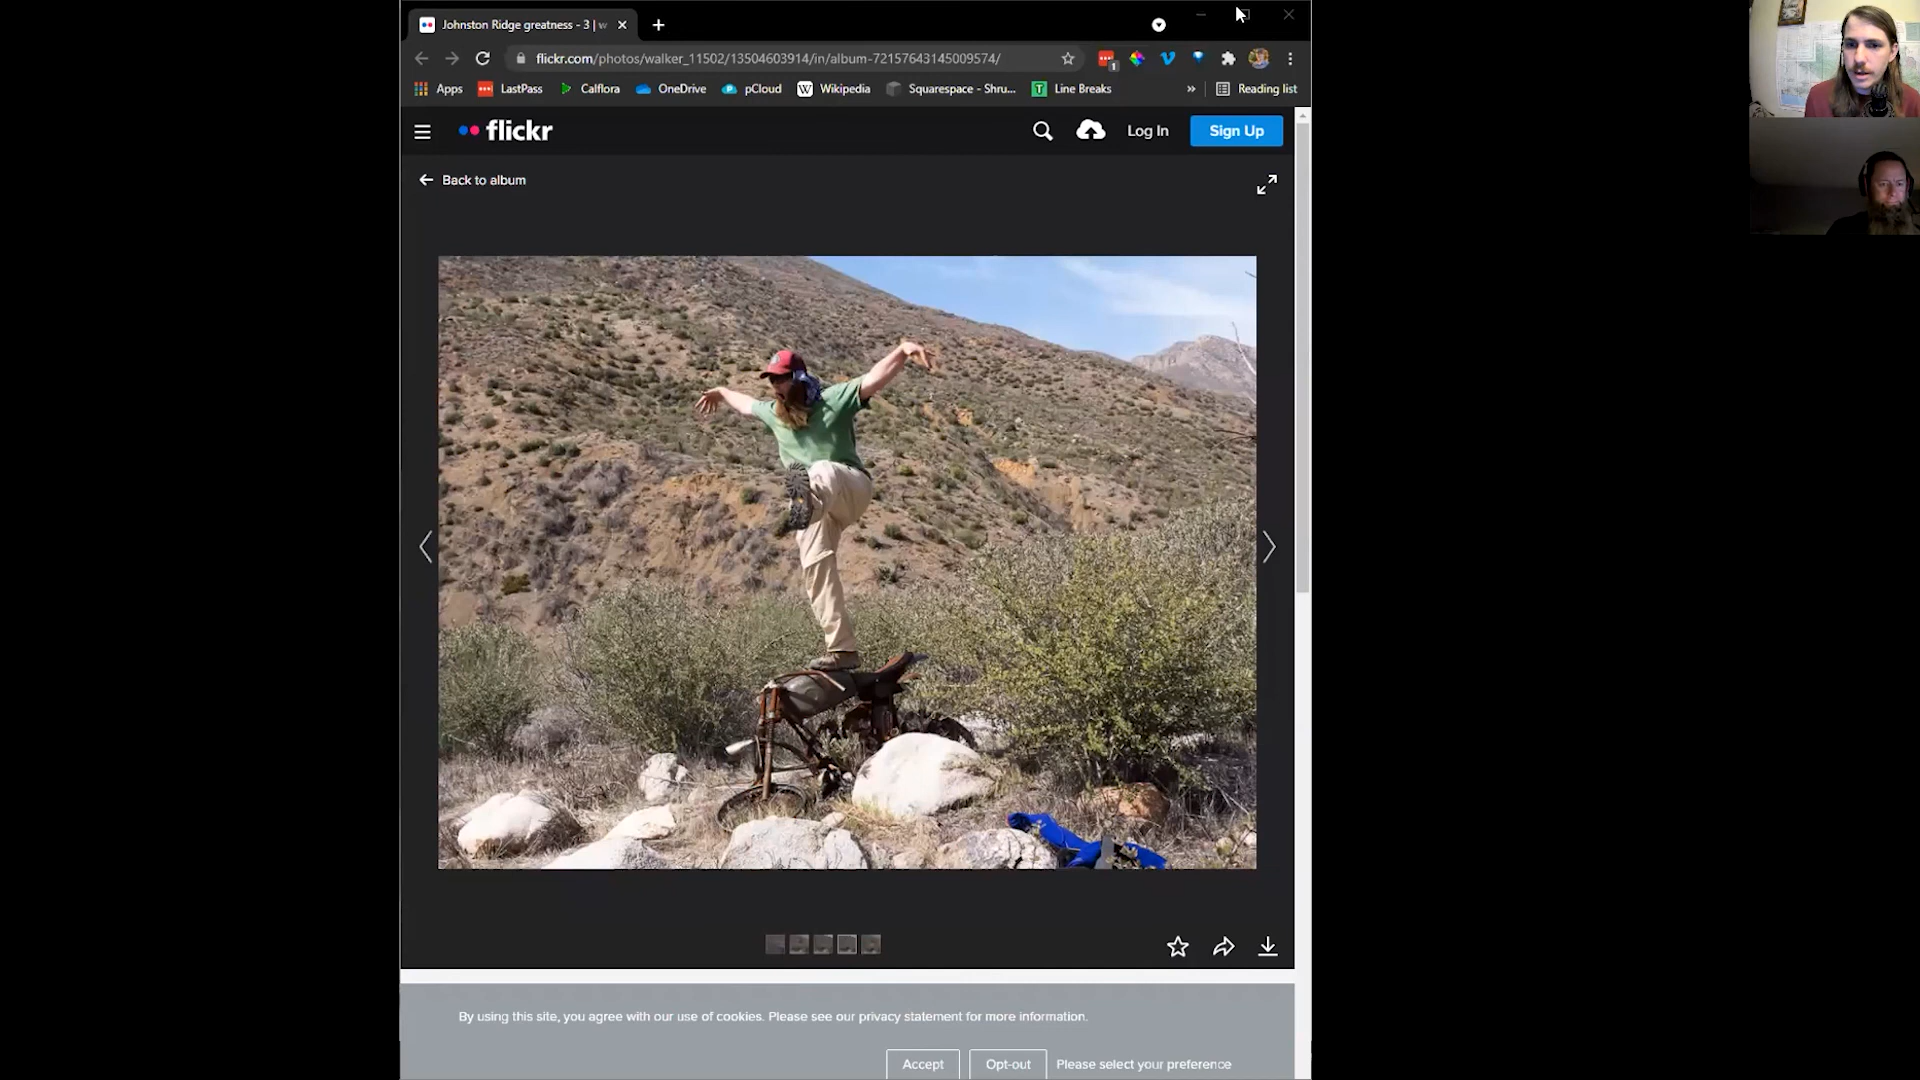 Johnston Ridge greatness - 3 | w
flickr.com/photos/walker_11502/13504603914/in/album-72157643145009574/
1
Apps LastPass Calflora OneDrive pCloud Wikipedia Squarespace - Shru... Line Breaks » Reading list
flickr Log In Sign Up
Back to album
By using this site, you agree with our use of cookies. Please see our privacy statement for more information.
Accept Opt-out Please select your preference